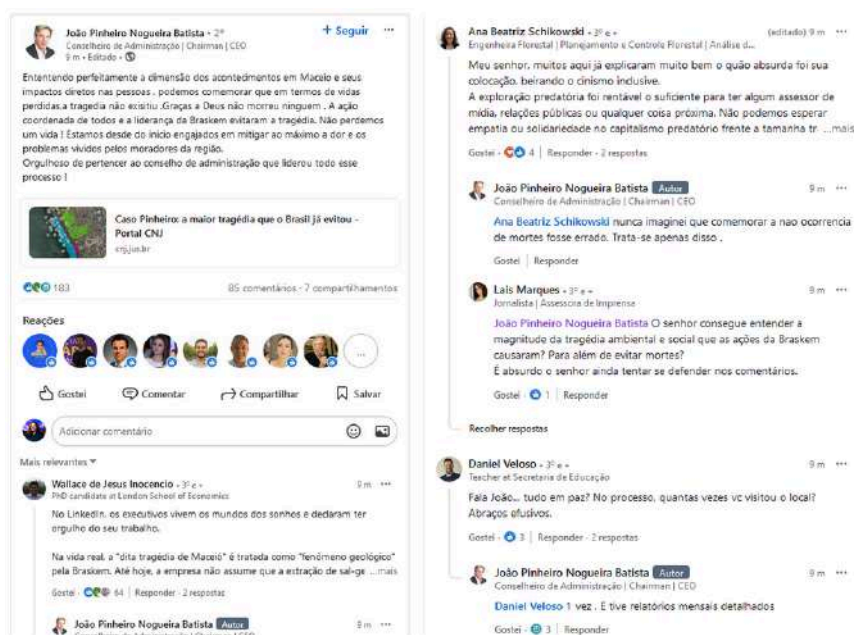 João Pinheiro Nogueira Batista • 2º
+ Seguir
Conselheiro de Administração | Chairman | CEO
9 m • Editado •
Ententendo perfeitamente a dimensão dos acontecimentos em Maceio e seus
impactos diretos nas pessoas , podemos comemorar que em termos de vidas
perdidas,a tragédia não existiu .Graças a Deus não morreu ninguem . A ação
coordenada de todos e a liderança da Braskem evitaram a tragédia. Não perdemos
um vida ! Estamos desde do inicio engajados em mitigar ao máximo a dor e os
problemas vividos pelos moradores da região.
Orgulhoso de pertencer ao conselho de administração que liderou todo esse
processo !
Caso Pinheiro: a maior tragédia que o Brasil já evitou -
Portal CNJ
cnj.jus.br
183
85 comentários • 7 compartilhamentos
Reações
...
Gostei
Comentar
Compartilhar
Salvar
Adicionar comentário
Mais relevantes
Wallace de Jesus Inocencio • 3º e +
9 m
PhD candidate at London School of Economics
No LinkedIn, os executivos vivem os mundos dos sonhos e declaram ter
orgulho do seu trabalho.
Na vida real, a "dita tragédia de Maceió" é tratada como "fenômeno geológico"
pela Braskem. Até hoje, a empresa não assume que a extração de sal-ge ...mais
Gostei • 64 | Responder • 2 respostas
João Pinheiro Nogueira Batista Autor
9 m
Conselheiro de Administração | Chairman | CEO
Ana Beatriz Schikowski • 3º e +
(editado) 9 m
Engenheira Florestal | Planejamento e Controle Florestal | Análise d...
Meu senhor, muitos aqui já explicaram muito bem o quão absurda foi sua
colocação, beirando o cinismo inclusive.
A exploração predatória foi rentável o suficiente para ter algum assessor de
mídia, relações públicas ou qualquer coisa próxima. Não podemos esperar
empatia ou solidariedade no capitalismo predatório frente a tamanha tr- ...mais
Gostei • 4 | Responder • 2 respostas
João Pinheiro Nogueira Batista Autor
9 m
Conselheiro de Administração | Chairman | CEO
Ana Beatriz Schikowski nunca imaginei que comemorar a nao ocorrencia
de mortes fosse errado. Trata-se apenas disso .
Gostei | Responder
Lais Marques • 3º e +
9 m
Jornalista | Assessora de Imprensa
João Pinheiro Nogueira Batista O senhor consegue entender a
magnitude da tragédia ambiental e social que as ações da Braskem
causaram? Para além de evitar mortes?
É absurdo o senhor ainda tentar se defender nos comentários.
Gostei • 1 | Responder
Recolher respostas
Daniel Veloso • 3º e +
9 m
Teacher at Secretaria de Educação
Fala João... tudo em paz? No processo, quantas vezes vc visitou o local?
Abraços efusivos.
Gostei • 3 | Responder • 2 respostas
João Pinheiro Nogueira Batista Autor
9 m
Conselheiro de Administração | Chairman | CEO
Daniel Veloso 1 vez . E tive relatórios mensais detalhados
Gostei • 3 | Responder